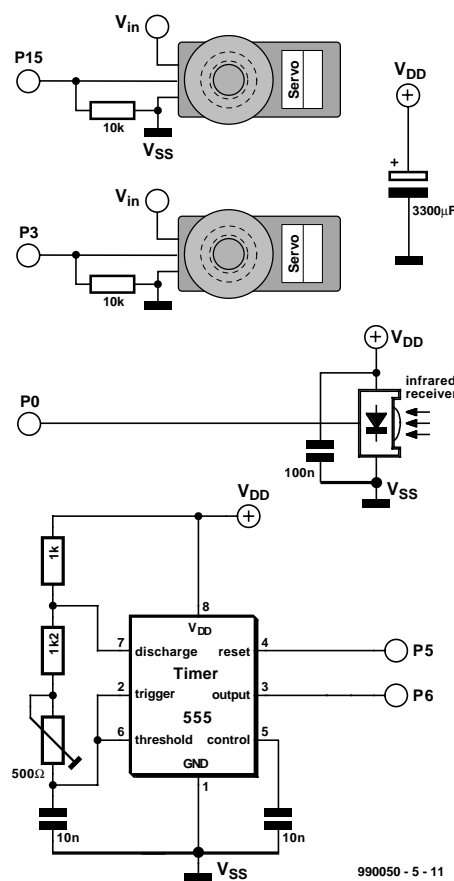 Vin
P15
Servo
10k
VSS
VDD
+
3300µF
Vin
P3
Servo
10k
VDD
+
infrared
receiver
P0
100n
VSS
VDD
+
1k
8
VDD
7 discharge reset 4 P5
Timer
1k2
2 trigger output 3 P6
555
6 threshold control 5
500Ω
GND
1
10n
10n
VSS
990050 - 5 - 11